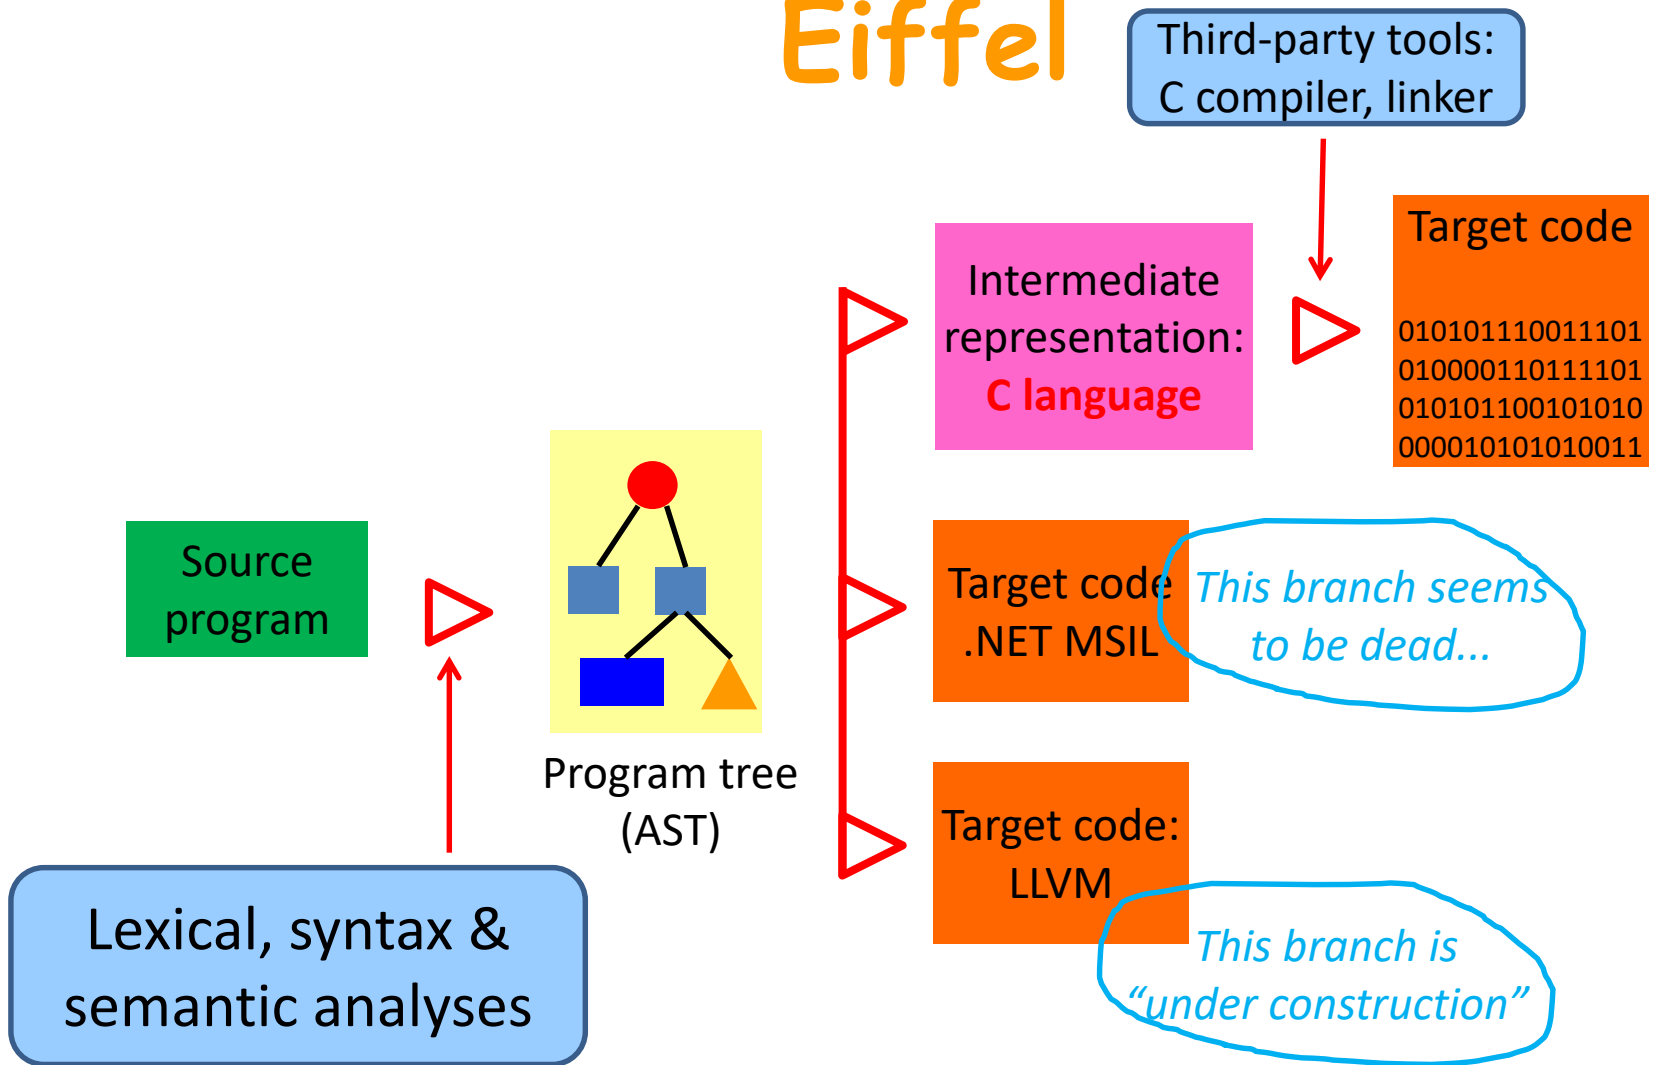 Eiffel
Third-party tools:
C compiler, linker
Target code
010101110011101
010000110111101
010101100101010
000010101010011
Intermediate
representation:
C language
Source
program
Target code
.NET MSIL
This branch seems
to be dead...
Program tree
(AST)
Target code:
LLVM
This branch is
“under construction”
Lexical, syntax &
semantic analyses